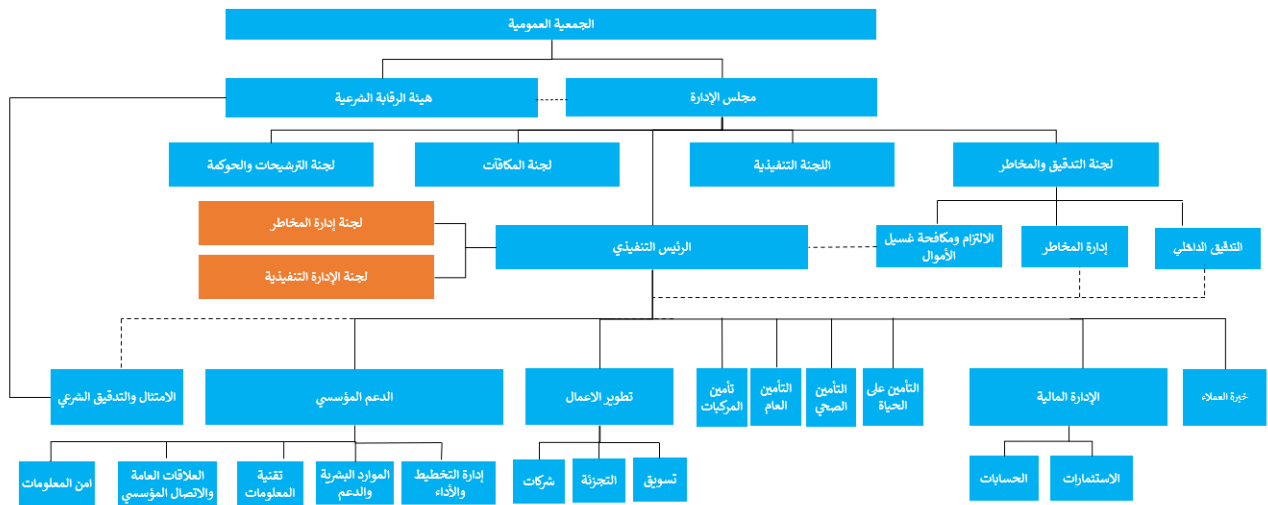 الجمعية العمومية
مجلس الإدارة
هيئة الرقابة الشرعية
لجنة التدقيق والمخاطر
اللجنة التنفيذية
لجنة المكافآت
لجنة الترشيحات والحوكمة
التدقيق الداخلي
إدارة المخاطر
الالتزام ومكافحة غسيل
الأموال
الرئيس التنفيذي
لجنة إدارة المخاطر
لجنة الإدارة التنفيذية
خبرة العملاء
الإدارة المالية
التأمين على
الحياة
التأمين
الصحي
التأمين
العام
تأمين
المركبات
تطوير الاعمال
الدعم المؤسسي
الامتثال والتدقيق الشرعي
الاستثمارات
الحسابات
تسويق
التجزئة
شركات
إدارة التخطيط
والأداء
الموارد البشرية
والدعم
تقنية
المعلومات
العلاقات العامة
والاتصال المؤسسي
امن المعلومات